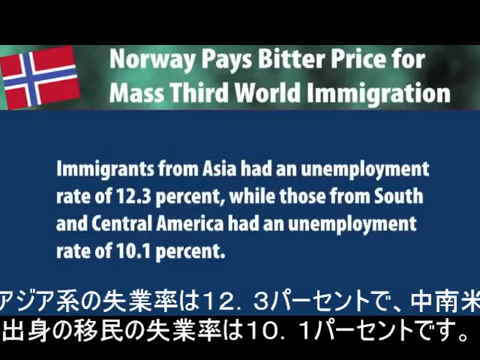 Norway Pays Bitter Price for
Mass Third World Immigration
Immigrants from Asia had an unemployment
rate of 12.3 percent, while those from South
and Central America had an unemployment
rate of 10.1 percent.
アジア系の失業率は１２．３パーセントで、中南米
出身の移民の失業率は１０．１パーセントです。